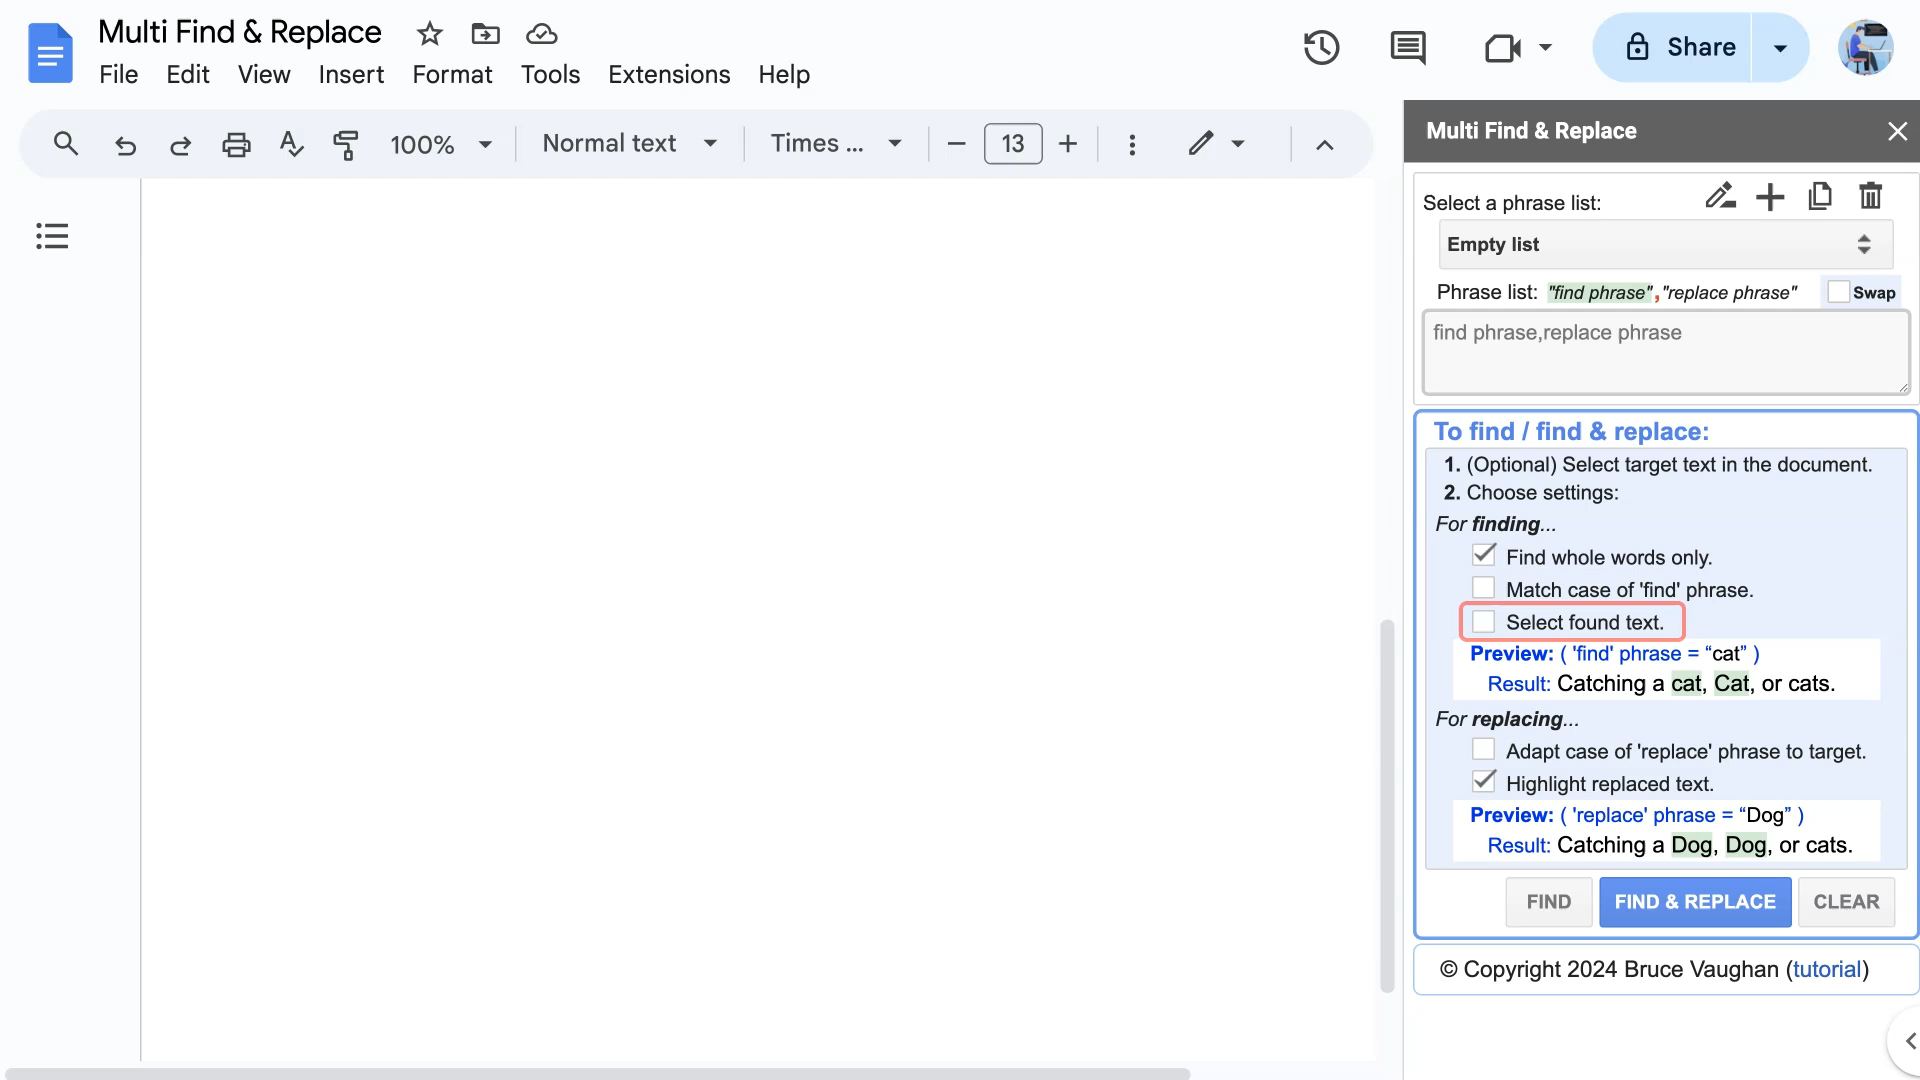 Multi Find & Replace
File Edit View Insert Format Tools Extensions Help
Share
100% Normal text Times ... 13
Multi Find & Replace
Select a phrase list:
Empty list
Phrase list: "find phrase","replace phrase" Swap
find phrase,replace phrase
To find / find & replace:
1. (Optional) Select target text in the document.
2. Choose settings:
For finding...
Find whole words only.
Match case of 'find' phrase.
Select found text.
Preview: ( 'find' phrase = “cat” )
Result: Catching a cat, Cat, or cats.
For replacing...
Adapt case of 'replace' phrase to target.
Highlight replaced text.
Preview: ( 'replace' phrase = “Dog” )
Result: Catching a Dog, Dog, or cats.
FIND FIND & REPLACE CLEAR
© Copyright 2024 Bruce Vaughan (tutorial)